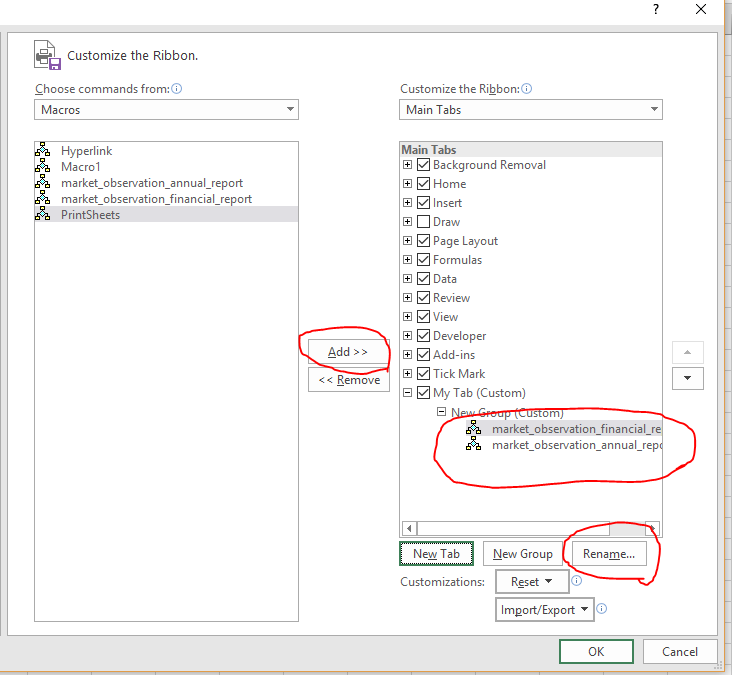 ?
Customize the Ribbon.
Choose commands from:
Macros
Hyperlink
Macro1
market_observation_annual_report
market_observation_financial_report
PrintSheets
Add >>
<< Remove
Customize the Ribbon:
Main Tabs
Main Tabs
Background Removal
Home
Insert
Draw
Page Layout
Formulas
Data
Review
View
Developer
Add-ins
Tick Mark
My Tab (Custom)
New Group (Custom)
market_observation_financial_re
market_observation_annual_repo
New Tab
New Group
Rename...
Customizations:
Reset
Import/Export
OK
Cancel